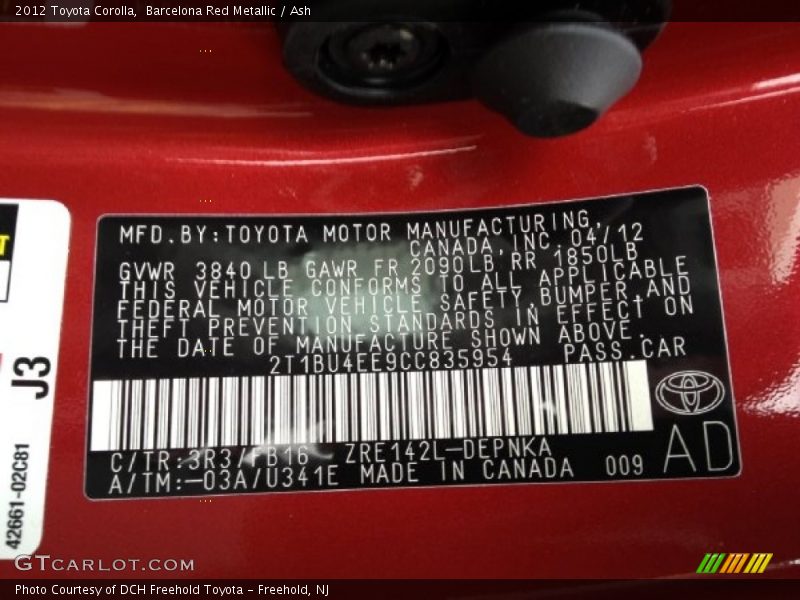 2012 Toyota Corolla,  Barcelona Red Metallic / Ash
MFD.BY:TOYOTA MOTOR MANUFACTURING,
CANADA,INC. 04/12
GVWR 3840 LB GAWR FR 2090LB,RR 1850LB
THIS VEHICLE CONFORMS TO ALL APPLICABLE
FEDERAL MOTOR VEHICLE SAFETY,BUMPER,AND
THEFT PREVENTION STANDARDS IN EFFECT ON
THE DATE OF MANUFACTURE SHOWN ABOVE.
2T1BU4EE9CC835954 PASS.CAR
C/TR:3R3/FB16 ZRE142L-DEPNKA
A/TM:-03A/U341E MADE IN CANADA 009 AD
J3
42661-02C81
GTCARLOT.COM
Photo Courtesy of DCH Freehold Toyota - Freehold, NJ